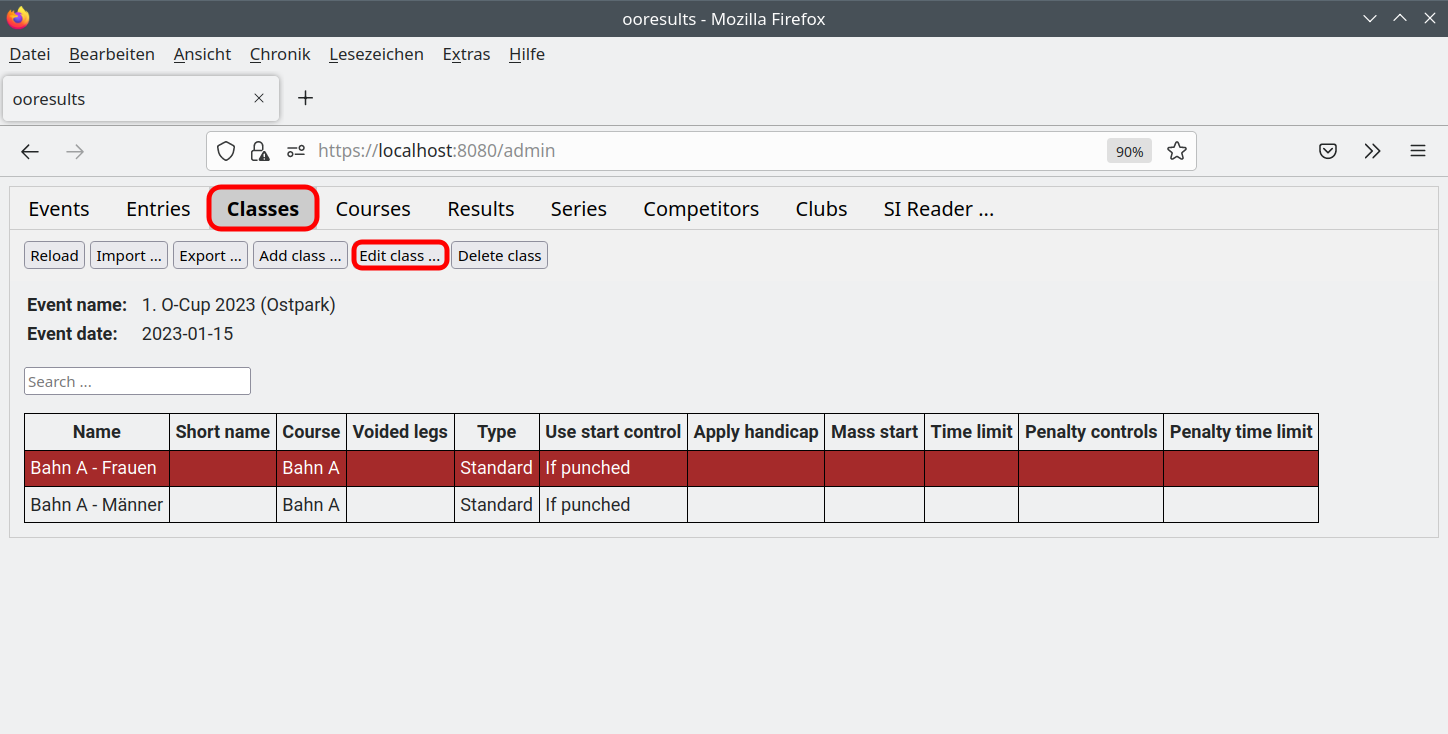 ooresults - Mozilla Firefox
Datei Bearbeiten Ansicht Chronik Lesezeichen Extras Hilfe
ooresults
https://localhost:8080/admin 90%
Events Entries Classes Courses Results Series Competitors Clubs SI Reader ...
Reload Import ... Export ... Add class ... Edit class ... Delete class
Event name: 1. O-Cup 2023 (Ostpark)
Event date: 2023-01-15
Search ...
Name Short name Course Voided legs Type Use start control Apply handicap Mass start Time limit Penalty controls Penalty time limit
Bahn A - Frauen Bahn A Standard If punched
Bahn A - Männer Bahn A Standard If punched